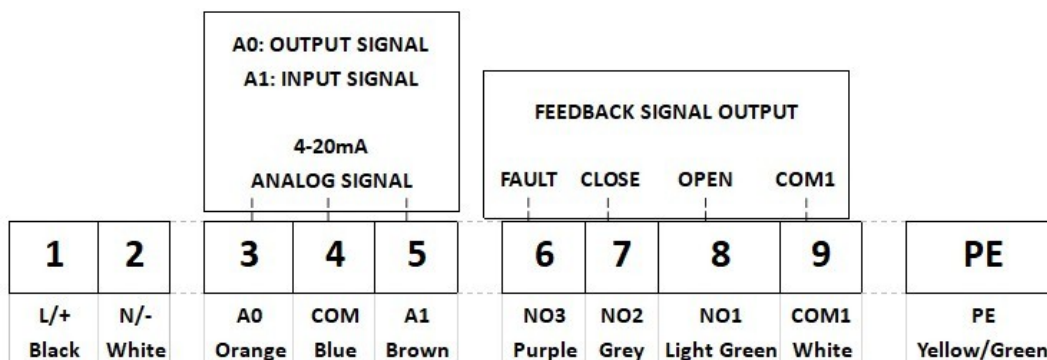 A0: OUTPUT SIGNAL
A1: INPUT SIGNAL
4-20mA
ANALOG SIGNAL
FEEDBACK SIGNAL OUTPUT
FAULT CLOSE OPEN COM1
1 2 3 4 5 6 7 8 9 PE
L/+ N/- A0 COM A1 NO3 NO2 NO1 COM1 PE
Black White Orange Blue Brown Purple Grey Light Green White Yellow/Green